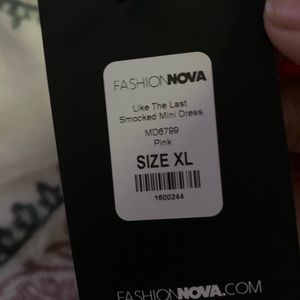 FASHIONNOVA
Like The Last
Smocked Mini Dress
MD6799
Pink
SIZE XL
1600244
FASHIONNOVA.COM